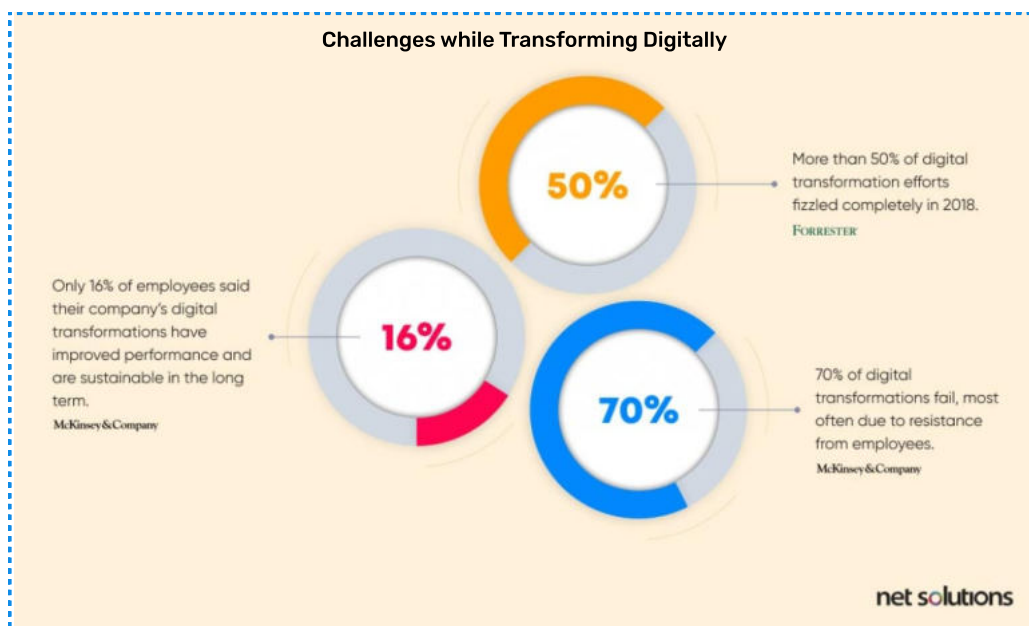 Challenges while Transforming Digitally
50%
More than 50% of digital
transformation efforts
fizzled completely in 2018.
FORRESTER
Only 16% of employees said
their company's digital
transformations have
improved performance and
are sustainable in the long
term.
McKinsey&Company
16%
70%
70% of digital
transformations fail, most
often due to resistance
from employees.
McKinsey&Company
net solutions